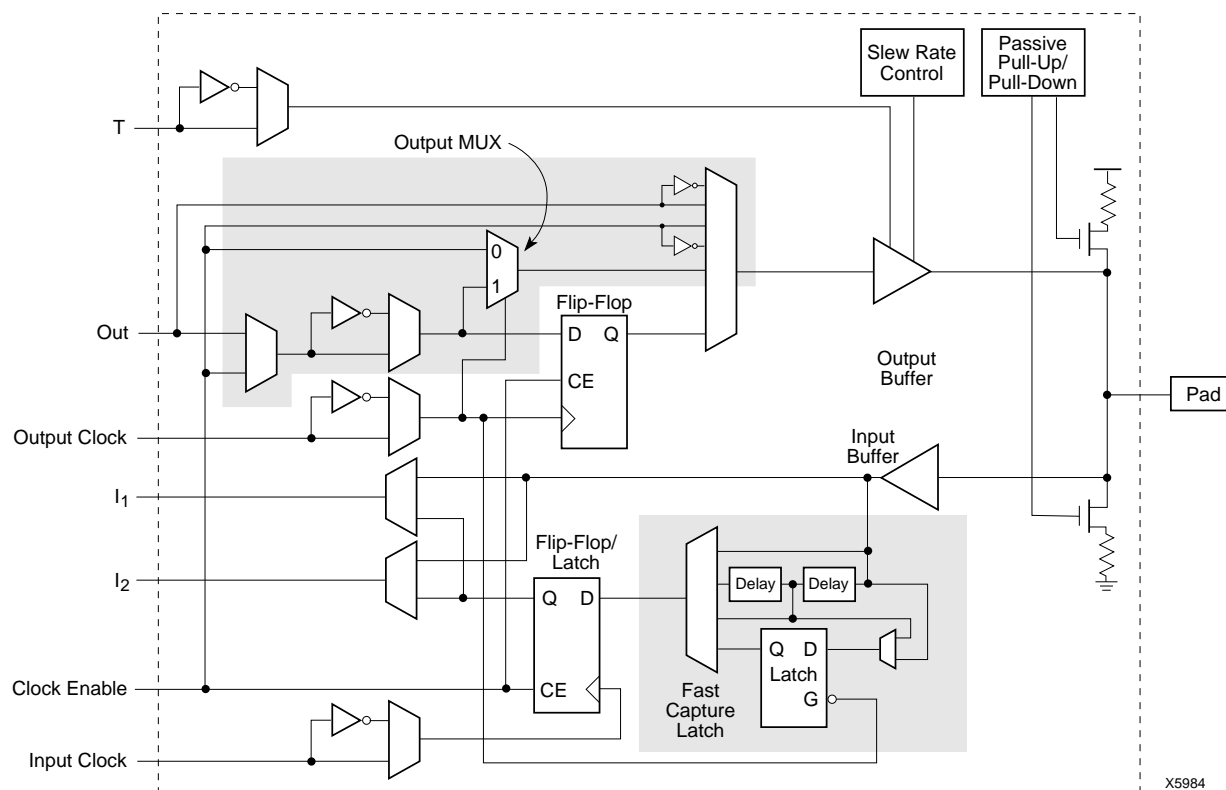 Slew Rate
Control
Passive
Pull-Up/
Pull-Down
T
Output MUX
0
1
Flip-Flop
Out
D
Q
CE
Output
Buffer
Pad
Output Clock
Input
Buffer
I1
Flip-Flop/
Latch
I2
Delay
Delay
Q
D
Q
D
Latch
G
Clock Enable
CE
Fast
Capture
Latch
Input Clock
X5984